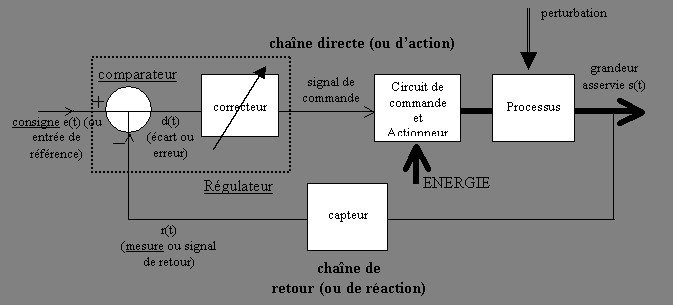 perturbation
chaîne directe (ou d'action)
comparateur
signal de
commande
grandeur
asservie s(t)
Circuit de
commande
et
Actionneur
Processus
+
correcteur
consigne e(t) (ou
entrée de
référence)
d(t)
(écart ou
erreur)
−
Régulateur
ENERGIE
capteur
r(t)
(mesure ou signal
de retour)
chaîne de
retour (ou de réaction)